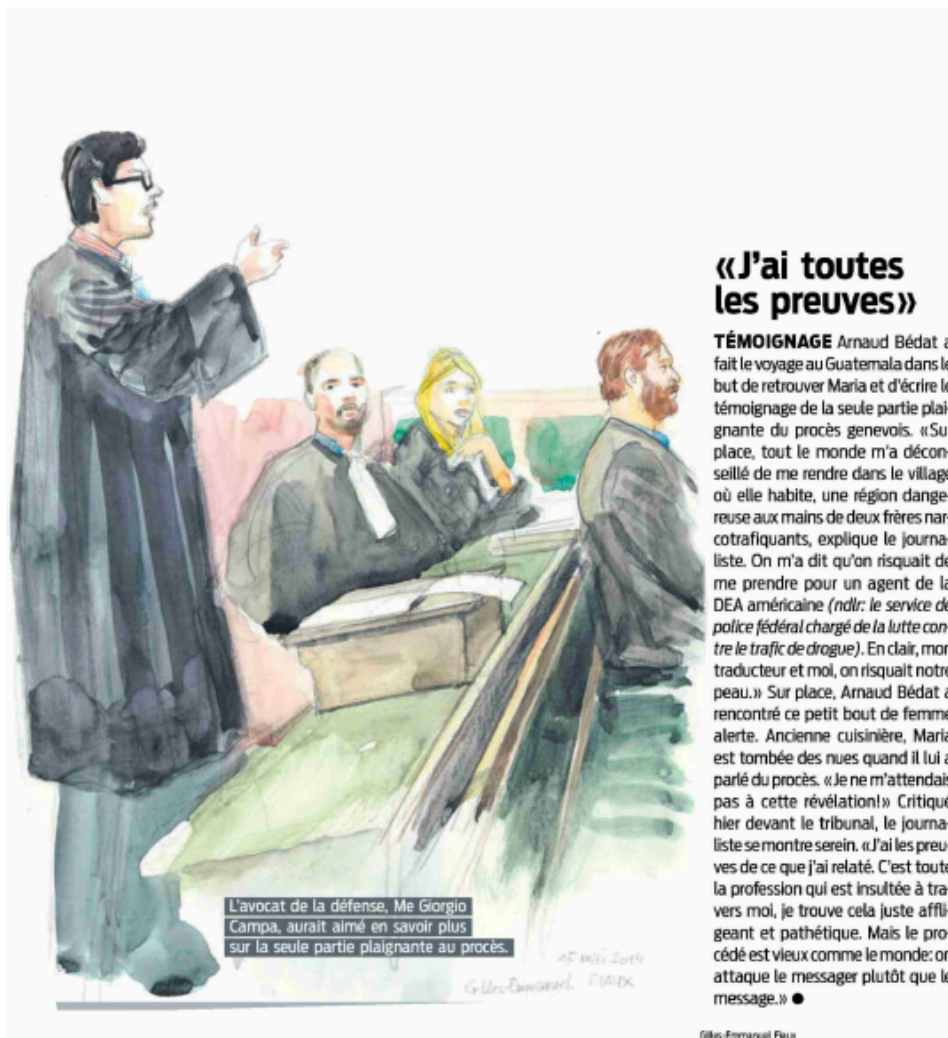 «J'ai toutes
les preuves»
TÉMOIGNAGE Arnaud Bédat a
fait le voyage au Guatemala dans le
but de retrouver Maria et d'écrire le
témoignage de la seule partie plai-
gnante du procès genevois. «Sur
place, tout le monde m'a décon-
seillé de me rendre dans le village
où elle habite, une région dange-
reuse aux mains de deux frères nar-
cotrafiquants, explique le journa-
liste. On m'a dit qu'on risquait de
me prendre pour un agent de la
DEA américaine (ndlr: le service de
police fédéral chargé de la lutte con-
tre le trafic de drogue). En clair, mon
traducteur et moi, on risquait notre
peau.» Sur place, Arnaud Bédat a
rencontré ce petit bout de femme
alerte. Ancienne cuisinière, Maria
est tombée des nues quand il lui a
parlé du procès. «Je ne m'attendais
pas à cette révélation!» Critiqué
hier devant le tribunal, le journa-
liste se montre serein. «J'ai les preu-
ves de ce que j'ai relaté. C'est toute
la profession qui est insultée à tra-
vers moi, je trouve cela juste affli-
geant et pathétique. Mais le pro-
cédé est vieux comme le monde: on
attaque le messager plutôt que le
message.» ●
L'avocat de la défense, Me Giorgio
Campa, aurait aimé en savoir plus
sur la seule partie plaignante au procès.
15 mai 2014
Gilles-Emmanuel FIAUX
Gilles-Emmanuel Fiaux